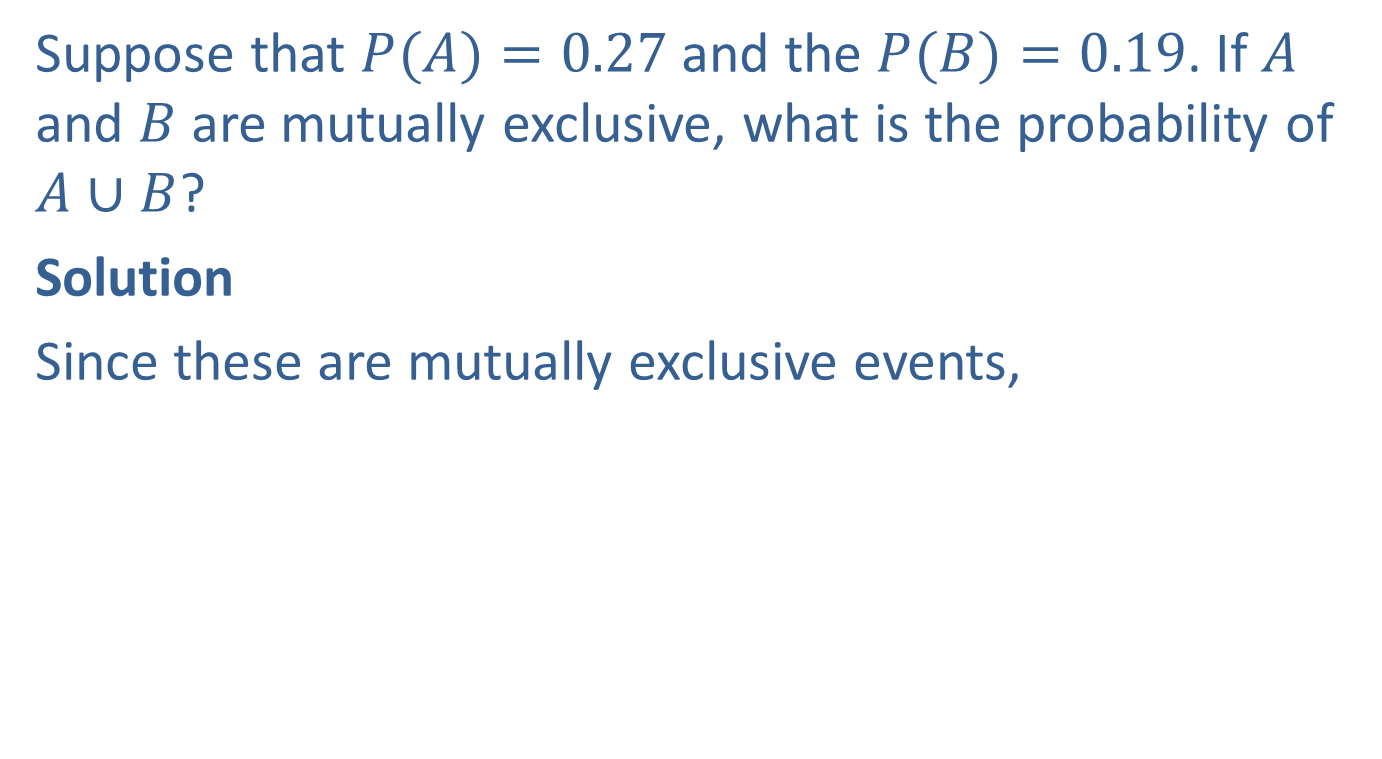 Suppose that P(A) = 0.27 and the P(B) = 0.19. If A
and B are mutually exclusive, what is the probability of
A ∪ B?
Solution
Since these are mutually exclusive events,